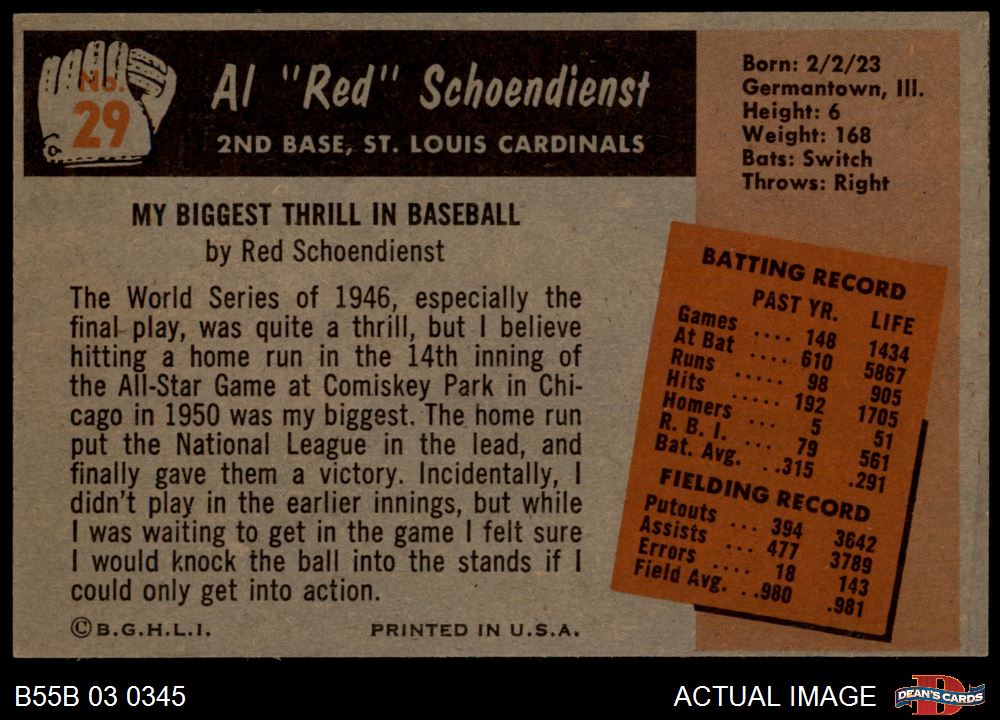 No.
29
Al "Red" Schoendienst
2ND BASE, ST. LOUIS CARDINALS
Born: 2/2/23
Germantown, Ill.
Height: 6
Weight: 168
Bats: Switch
Throws: Right
MY BIGGEST THRILL IN BASEBALL
by Red Schoendienst
The World Series of 1946, especially the
final play, was quite a thrill, but I believe
hitting a home run in the 14th inning of
the All-Star Game at Comiskey Park in Chi-
cago in 1950 was my biggest. The home run
put the National League in the lead, and
finally gave them a victory. Incidentally, I
didn't play in the earlier innings, but while
I was waiting to get in the game I felt sure
I would knock the ball into the stands if I
could only get into action.
©B.G.H.L.I. PRINTED IN U.S.A.
BATTING RECORD
PAST YR. LIFE
Games .... 148 1434
At Bat .... 610 5867
Runs ..... 98 905
Hits ..... 192 1705
Homers ... 5 51
R. B. I. ... 79 561
Bat. Avg. ..315 .291
FIELDING RECORD
Putouts ... 394 3642
Assists ... 477 3789
Errors .... 18 143
Field Avg. ..980 .981
B55B 03 0345 ACTUAL IMAGE D DEAN'S CARDS